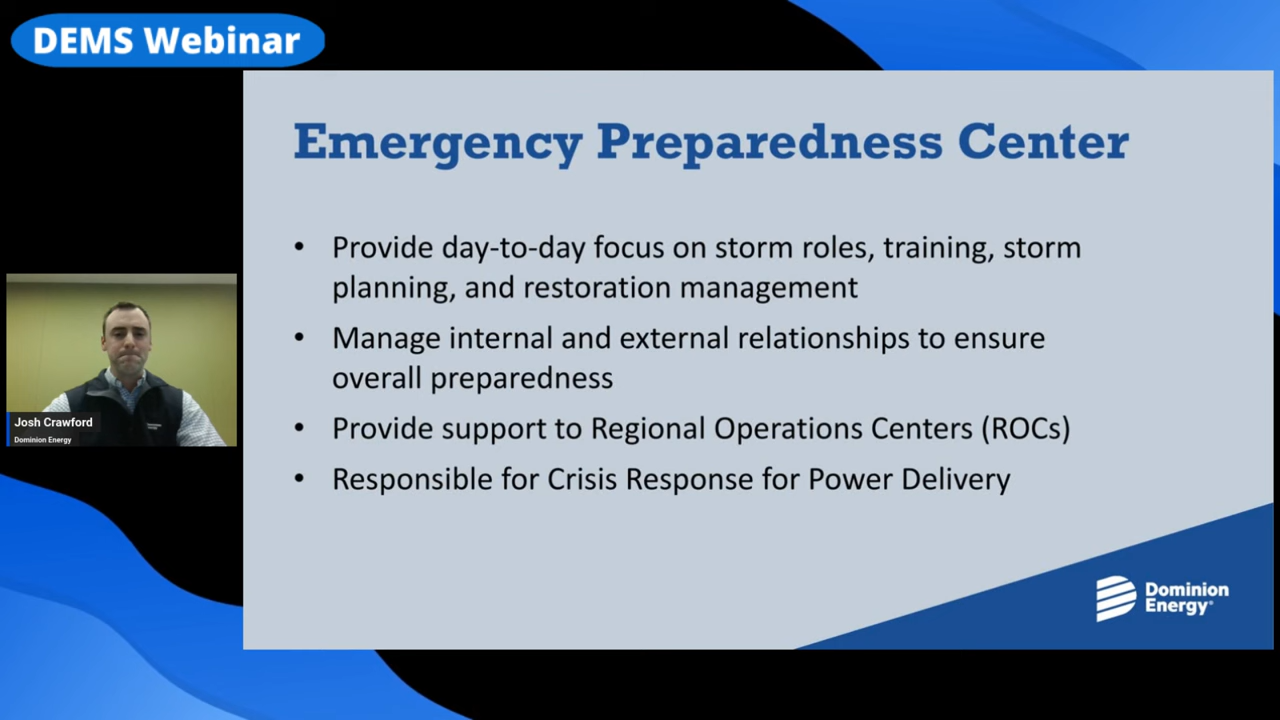 DEMS Webinar
Emergency Preparedness Center
• Provide day-to-day focus on storm roles, training, storm
planning, and restoration management
• Manage internal and external relationships to ensure
overall preparedness
• Provide support to Regional Operations Centers (ROCs)
• Responsible for Crisis Response for Power Delivery
Josh Crawford
Dominion Energy
Dominion
Energy®